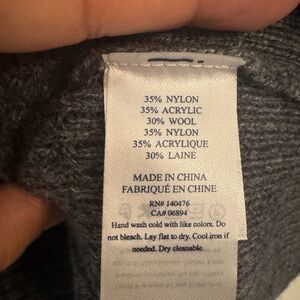 35% NYLON
35% ACRYLIC
30% WOOL
35% NYLON
35% ACRYLIQUE
30% LAINE
MADE IN CHINA
FABRIQUÉ EN CHINE
RN# 140476
CA# 06894
Hand wash cold with like colors. Do
not bleach. Lay flat to dry. Cool iron if
needed. Dry cleanable.